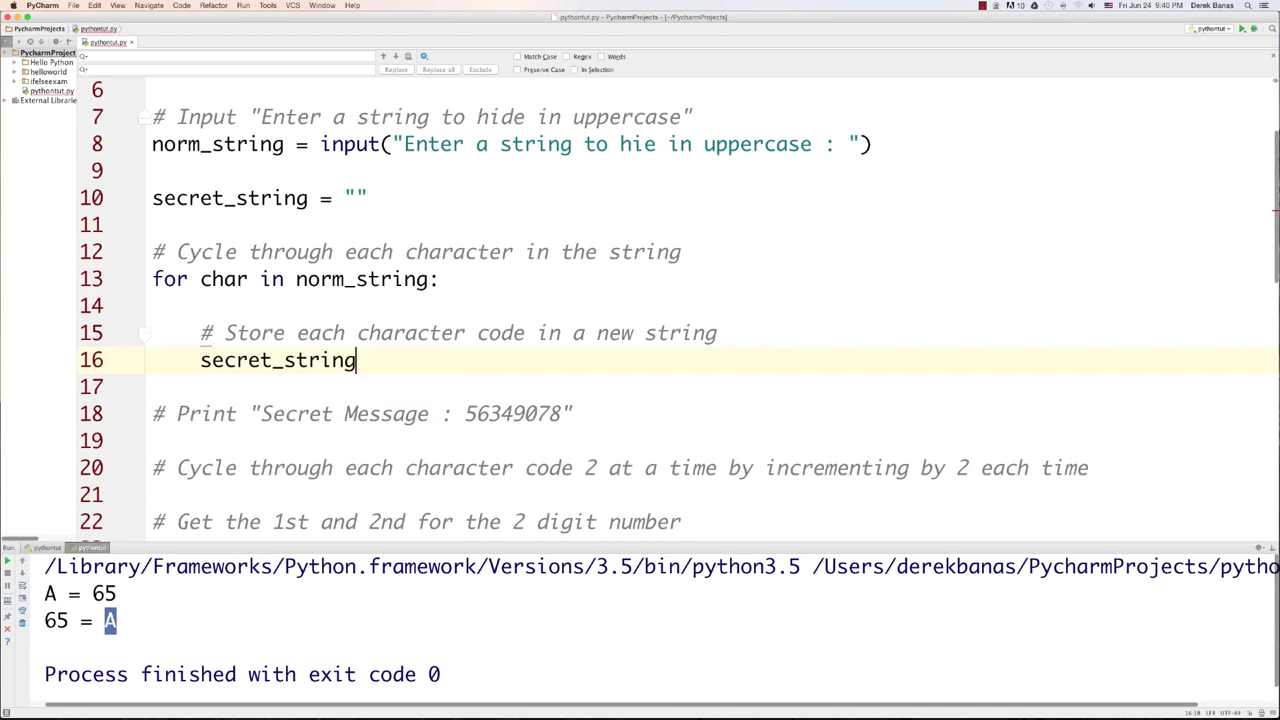 PyCharm File Edit View Navigate Code Refactor Run Tools VCS Window Help Fri Jun 24 9:40 PM Derek Banas
pythontut.py - PycharmProjects - [~/PycharmProjects]
PycharmProjects pythontut.py pythontut
pythontut.py
PycharmProject
Hello Python
helloworld
ifelseexam
pythontut.py
External Librarie
Match Case Regex Words
Replace Replace all Exclude Preserve Case In Selection
6
7 # Input "Enter a string to hide in uppercase"
8 norm_string = input("Enter a string to hie in uppercase : ")
9
10 secret_string = ""
11
12 # Cycle through each character in the string
13 for char in norm_string:
14
15 # Store each character code in a new string
16 secret_string
17
18 # Print "Secret Message : 56349078"
19
20 # Cycle through each character code 2 at a time by incrementing by 2 each time
21
22 # Get the 1st and 2nd for the 2 digit number
Run: pythontut pythontut
/Library/Frameworks/Python.framework/Versions/3.5/bin/python3.5 /Users/derekbanas/PycharmProjects/pytho
A = 65
65 = A
Process finished with exit code 0
16:18 LF÷ UTF-8÷